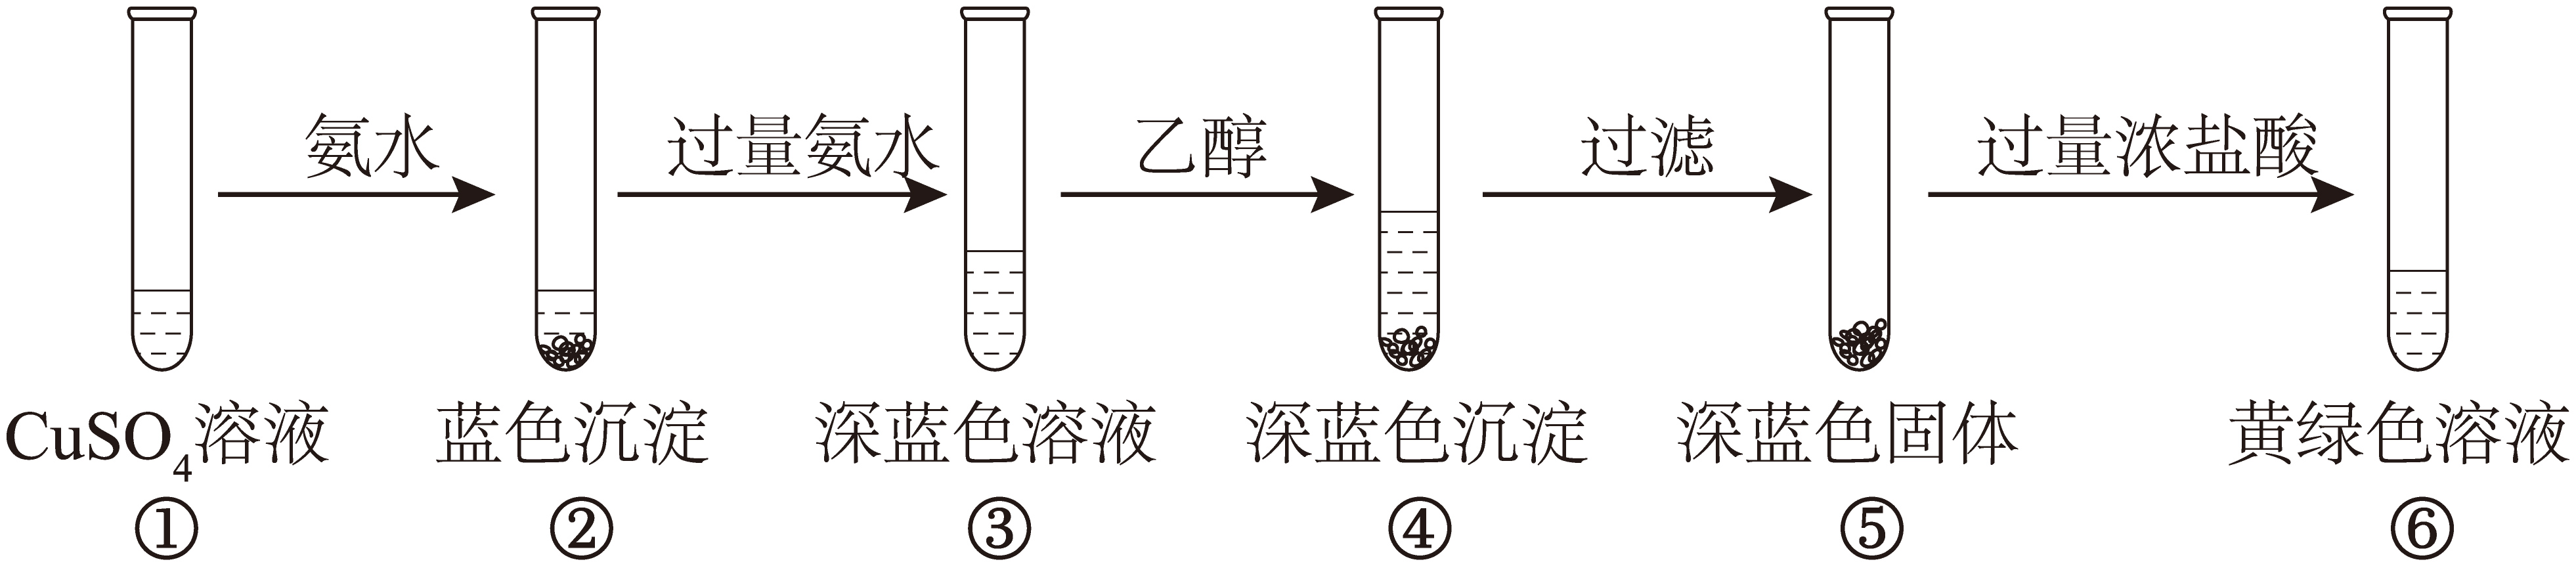 氨水
过量氨水
乙醇
过滤
过量浓盐酸
CuSO₄溶液
蓝色沉淀
深蓝色溶液
深蓝色沉淀
深蓝色固体
黄绿色溶液
①
②
③
④
⑤
⑥